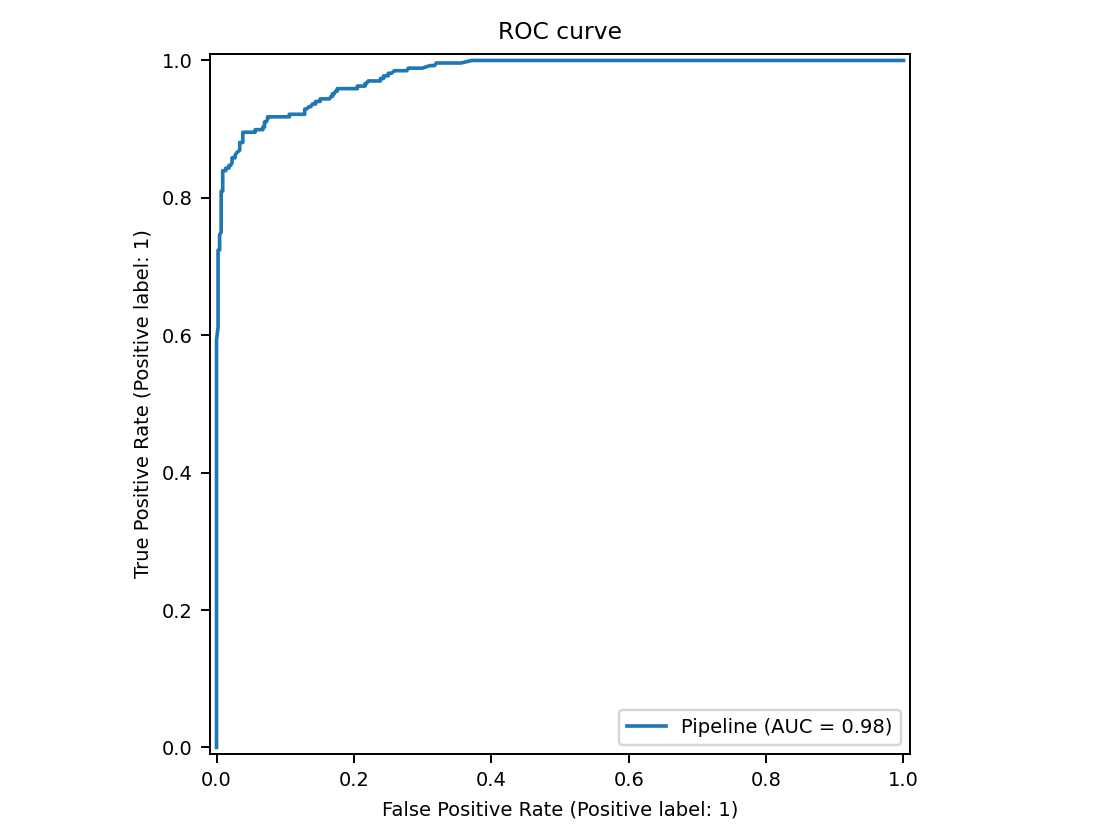 ROC curve
True Positive Rate (Positive label: 1)
1.0
0.8
0.6
0.4
0.2
0.0
Pipeline (AUC = 0.98)
0.0 0.2 0.4 0.6 0.8 1.0
False Positive Rate (Positive label: 1)